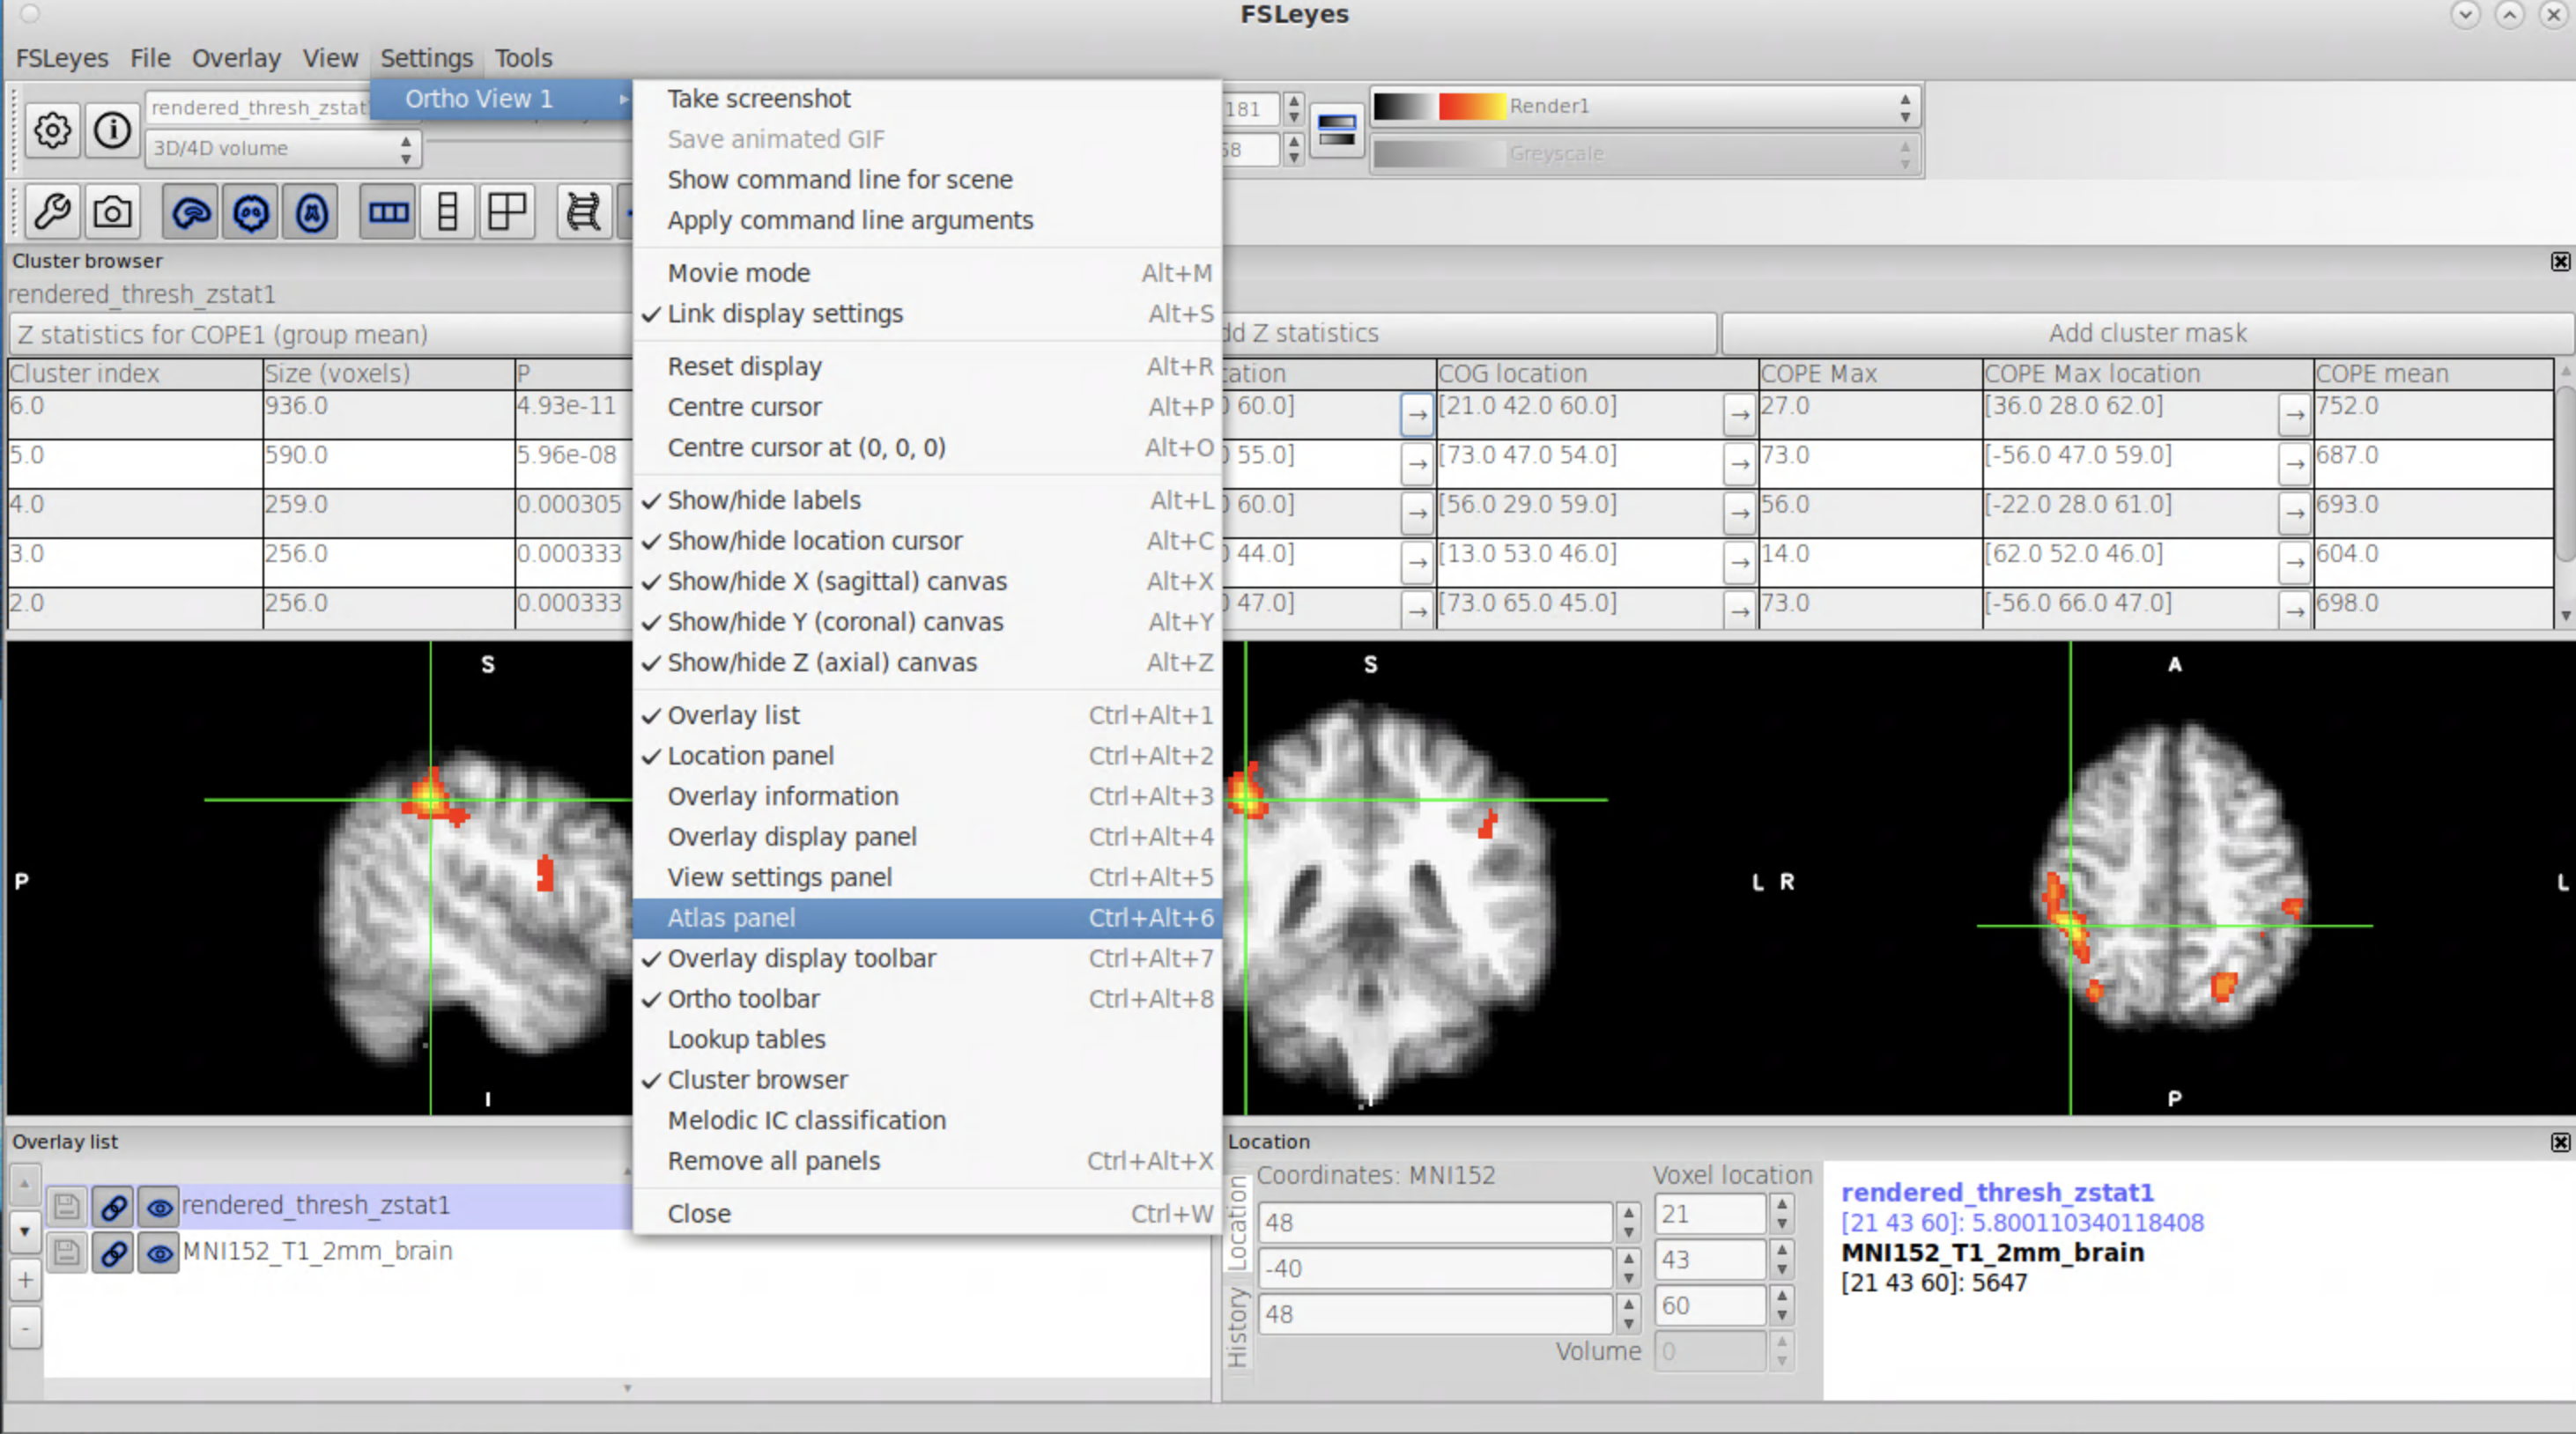 FSLeyes
FSLeyes File Overlay View Settings Tools
rendered_thresh_zstat
3D/4D volume
Ortho View 1
Take screenshot
Save animated GIF
Show command line for scene
Apply command line arguments
Movie mode Alt+M
Link display settings Alt+S
Reset display Alt+R
Centre cursor Alt+P
Centre cursor at (0, 0, 0) Alt+O
Show/hide labels Alt+L
Show/hide location cursor Alt+C
Show/hide X (sagittal) canvas Alt+X
Show/hide Y (coronal) canvas Alt+Y
Show/hide Z (axial) canvas Alt+Z
Overlay list Ctrl+Alt+1
Location panel Ctrl+Alt+2
Overlay information Ctrl+Alt+3
Overlay display panel Ctrl+Alt+4
View settings panel Ctrl+Alt+5
Atlas panel Ctrl+Alt+6
Overlay display toolbar Ctrl+Alt+7
Ortho toolbar Ctrl+Alt+8
Lookup tables
Cluster browser
Melodic IC classification
Remove all panels Ctrl+Alt+X
Close Ctrl+W
181
Render1
58
Greyscale
Cluster browser
rendered_thresh_zstat1
Z statistics for COPE1 (group mean)
Z statistics
Add cluster mask
Cluster index Size (voxels) P COG location COPE Max COPE Max location COPE mean
6.0 936.0 4.93e-11 60.0] → [21.0 42.0 60.0] → 27.0 [36.0 28.0 62.0] → 752.0
5.0 590.0 5.96e-08 55.0] → [73.0 47.0 54.0] → 73.0 [-56.0 47.0 59.0] → 687.0
4.0 259.0 0.000305 60.0] → [56.0 29.0 59.0] → 56.0 [-22.0 28.0 61.0] → 693.0
3.0 256.0 0.000333 44.0] → [13.0 53.0 46.0] → 14.0 [62.0 52.0 46.0] → 604.0
2.0 256.0 0.000333 47.0] → [73.0 65.0 45.0] → 73.0 [-56.0 66.0 47.0] → 698.0
S S A
P L R L
I P
Overlay list
rendered_thresh_zstat1
MNI152_T1_2mm_brain
+
-
Location
Location
History
Coordinates: MNI152 Voxel location
48 21
-40 43
48 60
Volume 0
rendered_thresh_zstat1
[21 43 60]: 5.800110340118408
MNI152_T1_2mm_brain
[21 43 60]: 5647